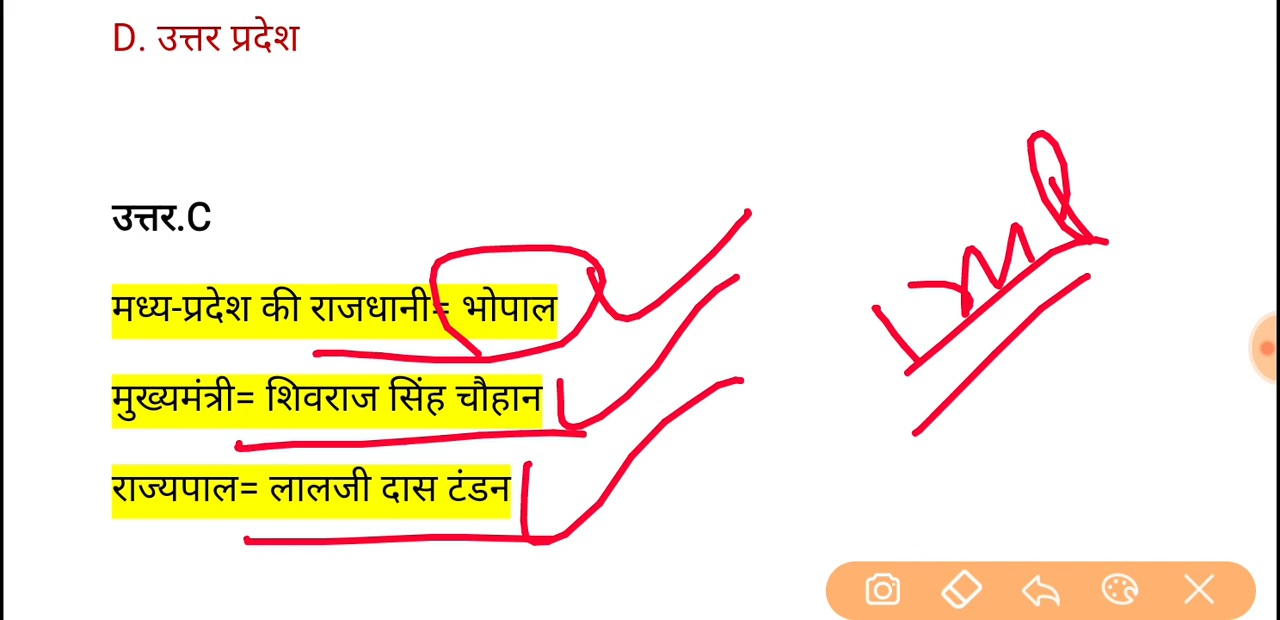 D. उत्तर प्रदेश
उत्तर.C
मध्य-प्रदेश की राजधानी= भोपाल
मुख्यमंत्री= शिवराज सिंह चौहान
राज्यपाल= लालजी दास टंडन